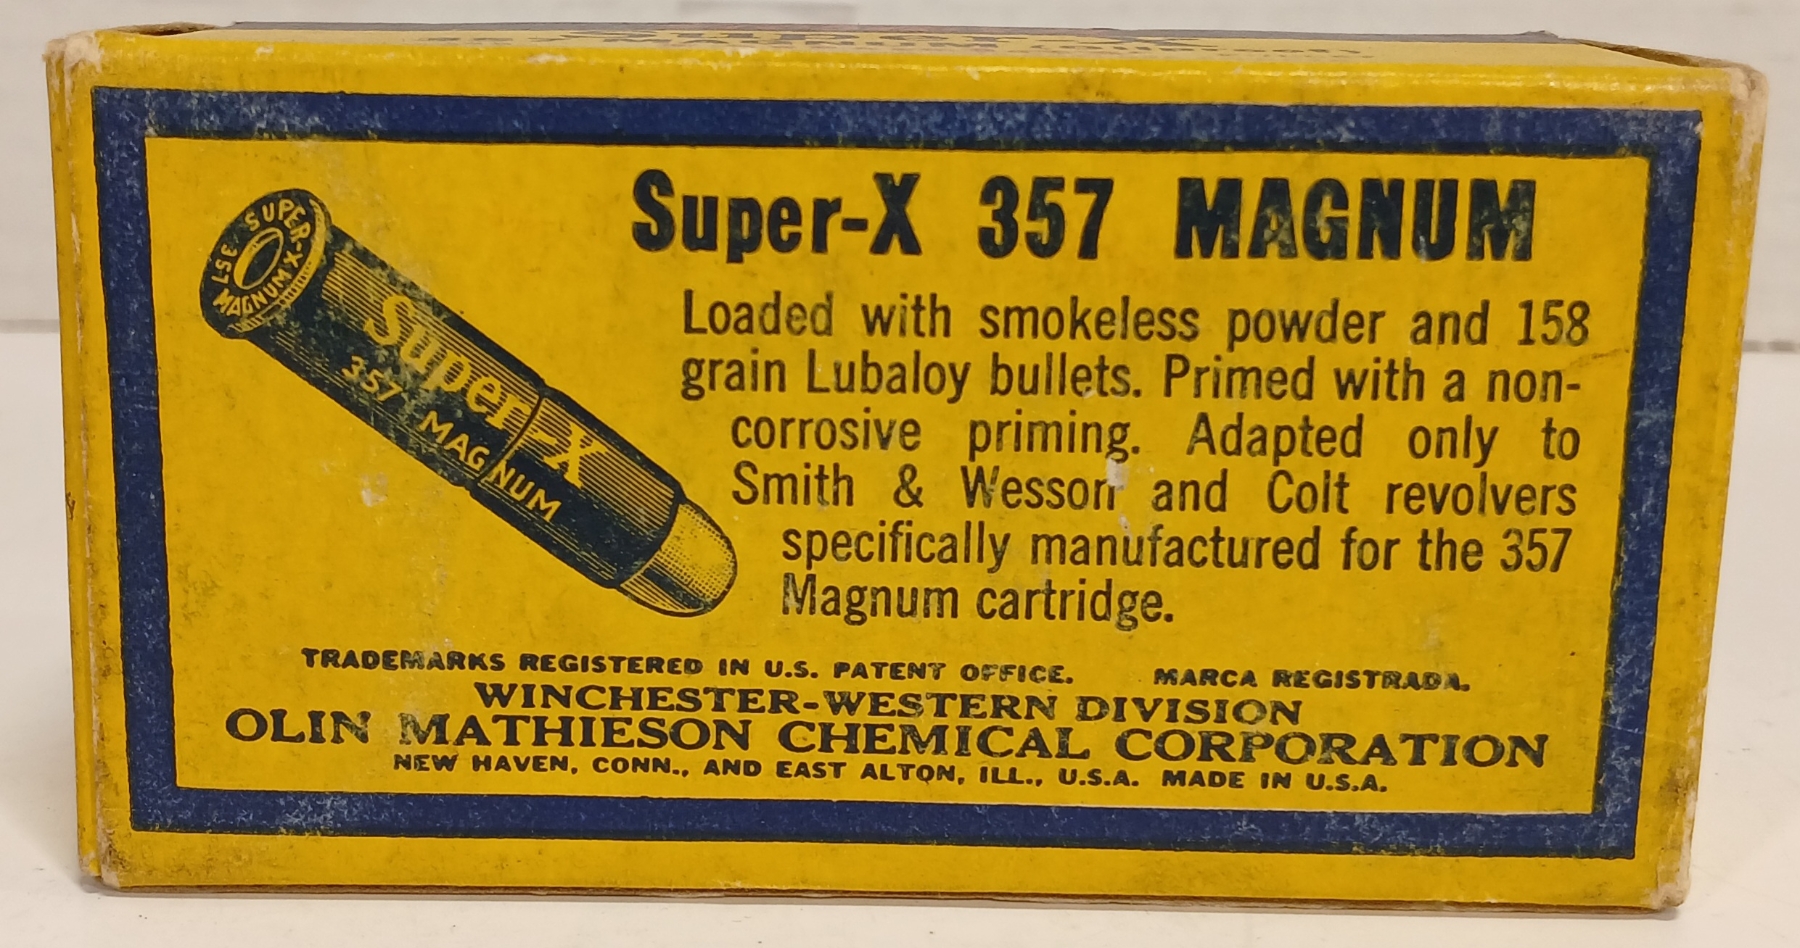 Super-X 357 MAGNUM
Loaded with smokeless powder and 158
grain Lubaloy bullets. Primed with a non-
corrosive priming. Adapted only to
Smith & Wesson and Colt revolvers
specifically manufactured for the 357
Magnum cartridge.
SUPER-X
357
MAGNUM
Super-X
357 MAGNUM
TRADEMARKS REGISTERED IN U.S. PATENT OFFICE. MARCA REGISTRADA.
WINCHESTER-WESTERN DIVISION
OLIN MATHIESON CHEMICAL CORPORATION
NEW HAVEN, CONN., AND EAST ALTON, ILL., U.S.A. MADE IN U.S.A.